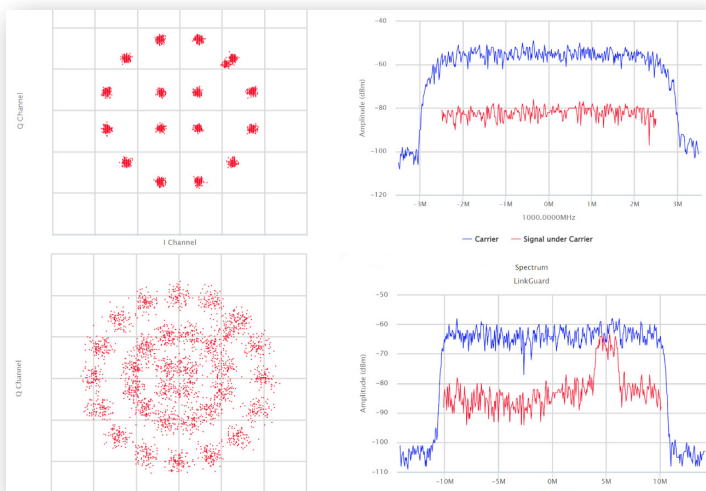 Q Channel
I Channel
Amplitude (dBm)
-40
-60
-80
-100
-120
-3M -2M -1M 0M 1M 2M 3M
1000.0000MHz
Carrier Signal under Carrier
Q Channel
Spectrum
LinkGuard
Amplitude (dBm)
-50
-60
-70
-80
-90
-100
-110
-10M -5M 0M 5M 10M